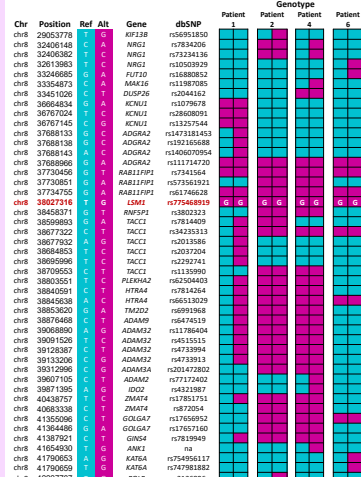 Genotype
Patient Patient Patient Patient
Chr Position Ref Alt Gene dbSNP 1 2 4 6
chr8 29053778 T G KIF13B rs56951850
chr8 32406148 C A NRG1 rs7834206
chr8 32406382 T C NRG1 rs73234136
chr8 32613983 T C NRG1 rs10503929
chr8 33246685 G A FUT10 rs16880852
chr8 33354873 C A MAK16 rs11987085
chr8 33451026 C T DUSP26 rs2044162
chr8 36664834 G A KCNU1 rs1079678
chr8 36767024 T C KCNU1 rs28608091
chr8 36767145 C G KCNU1 rs13257544
chr8 37688133 G C ADGRA2 rs1473181453
chr8 37688138 G C ADGRA2 rs192165688
chr8 37688143 A C ADGRA2 rs1406070954
chr8 37688966 G A ADGRA2 rs111714720
chr8 37730456 G T RAB11FIP1 rs7341564
chr8 37730851 G A RAB11FIP1 rs573561921
chr8 37734755 G A RAB11FIP1 rs61746628
chr8 38027316 T G LSM1 rs775468919 G G G G G G G G
chr8 38458371 G T RNF5P1 rs3802323
chr8 38599893 G A TACC1 rs7814409
chr8 38677322 C T TACC1 rs34235313
chr8 38677932 A G TACC1 rs2013586
chr8 38684853 T C TACC1 rs2037204
chr8 38695996 T C TACC1 rs2292741
chr8 38709553 C T TACC1 rs1135990
chr8 38803551 T C PLEKHA2 rs62504403
chr8 38840591 C T HTRA4 rs7814264
chr8 38845638 A C HTRA4 rs66513029
chr8 38853620 G A TM2D2 rs6991968
chr8 38876468 C T ADAM9 rs6474519
chr8 39068890 A G ADAM32 rs11786404
chr8 39091526 T C ADAM32 rs4515515
chr8 39128387 C T ADAM32 rs4733994
chr8 39133206 C G ADAM32 rs4733913
chr8 39312996 C G ADAM3A rs201472802
chr8 39607105 C T ADAM2 rs77172402
chr8 39871395 A G IDO2 rs4321987
chr8 40438757 T C ZMAT4 rs17851751
chr8 40683338 C T ZMAT4 rs872054
chr8 41355096 C T GOLGA7 rs17656952
chr8 41364486 G A GOLGA7 rs17657160
chr8 41387921 C T GINS4 rs7819949
chr8 41654930 T G ANK1 na
chr8 41790653 A G KAT6A rs754956117
chr8 41790659 T G KAT6A rs747981882